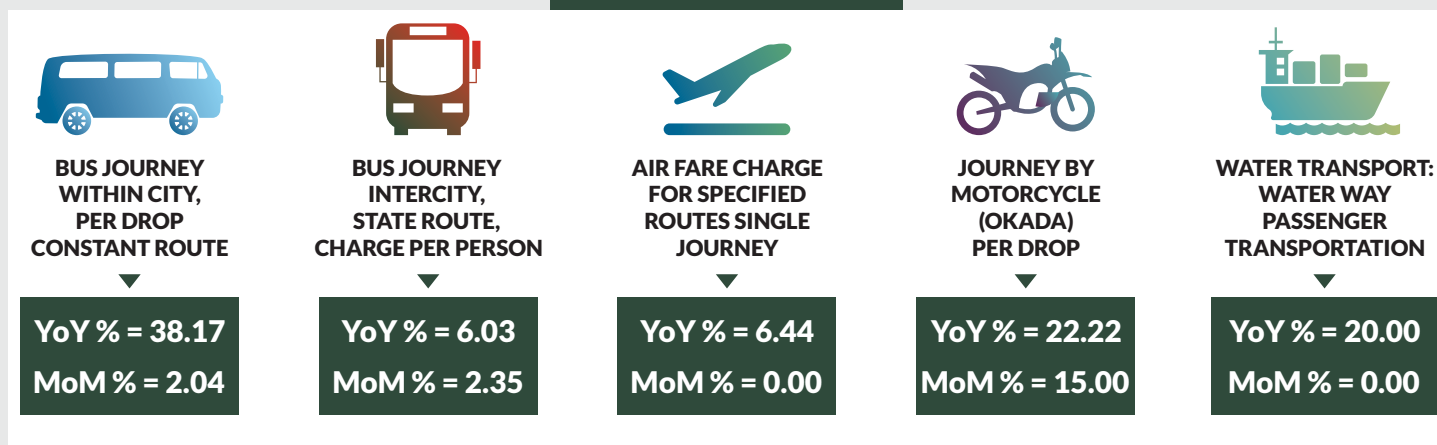 BUS JOURNEY
WITHIN CITY,
PER DROP
CONSTANT ROUTE
YoY % = 38.17
MoM % = 2.04
BUS JOURNEY
INTERCITY,
STATE ROUTE,
CHARGE PER PERSON
YoY % = 6.03
MoM % = 2.35
AIR FARE CHARGE
FOR SPECIFIED
ROUTES SINGLE
JOURNEY
YoY % = 6.44
MoM % = 0.00
JOURNEY BY
MOTORCYCLE
(OKADA)
PER DROP
YoY % = 22.22
MoM % = 15.00
WATER TRANSPORT:
WATER WAY
PASSENGER
TRANSPORTATION
YoY % = 20.00
MoM % = 0.00